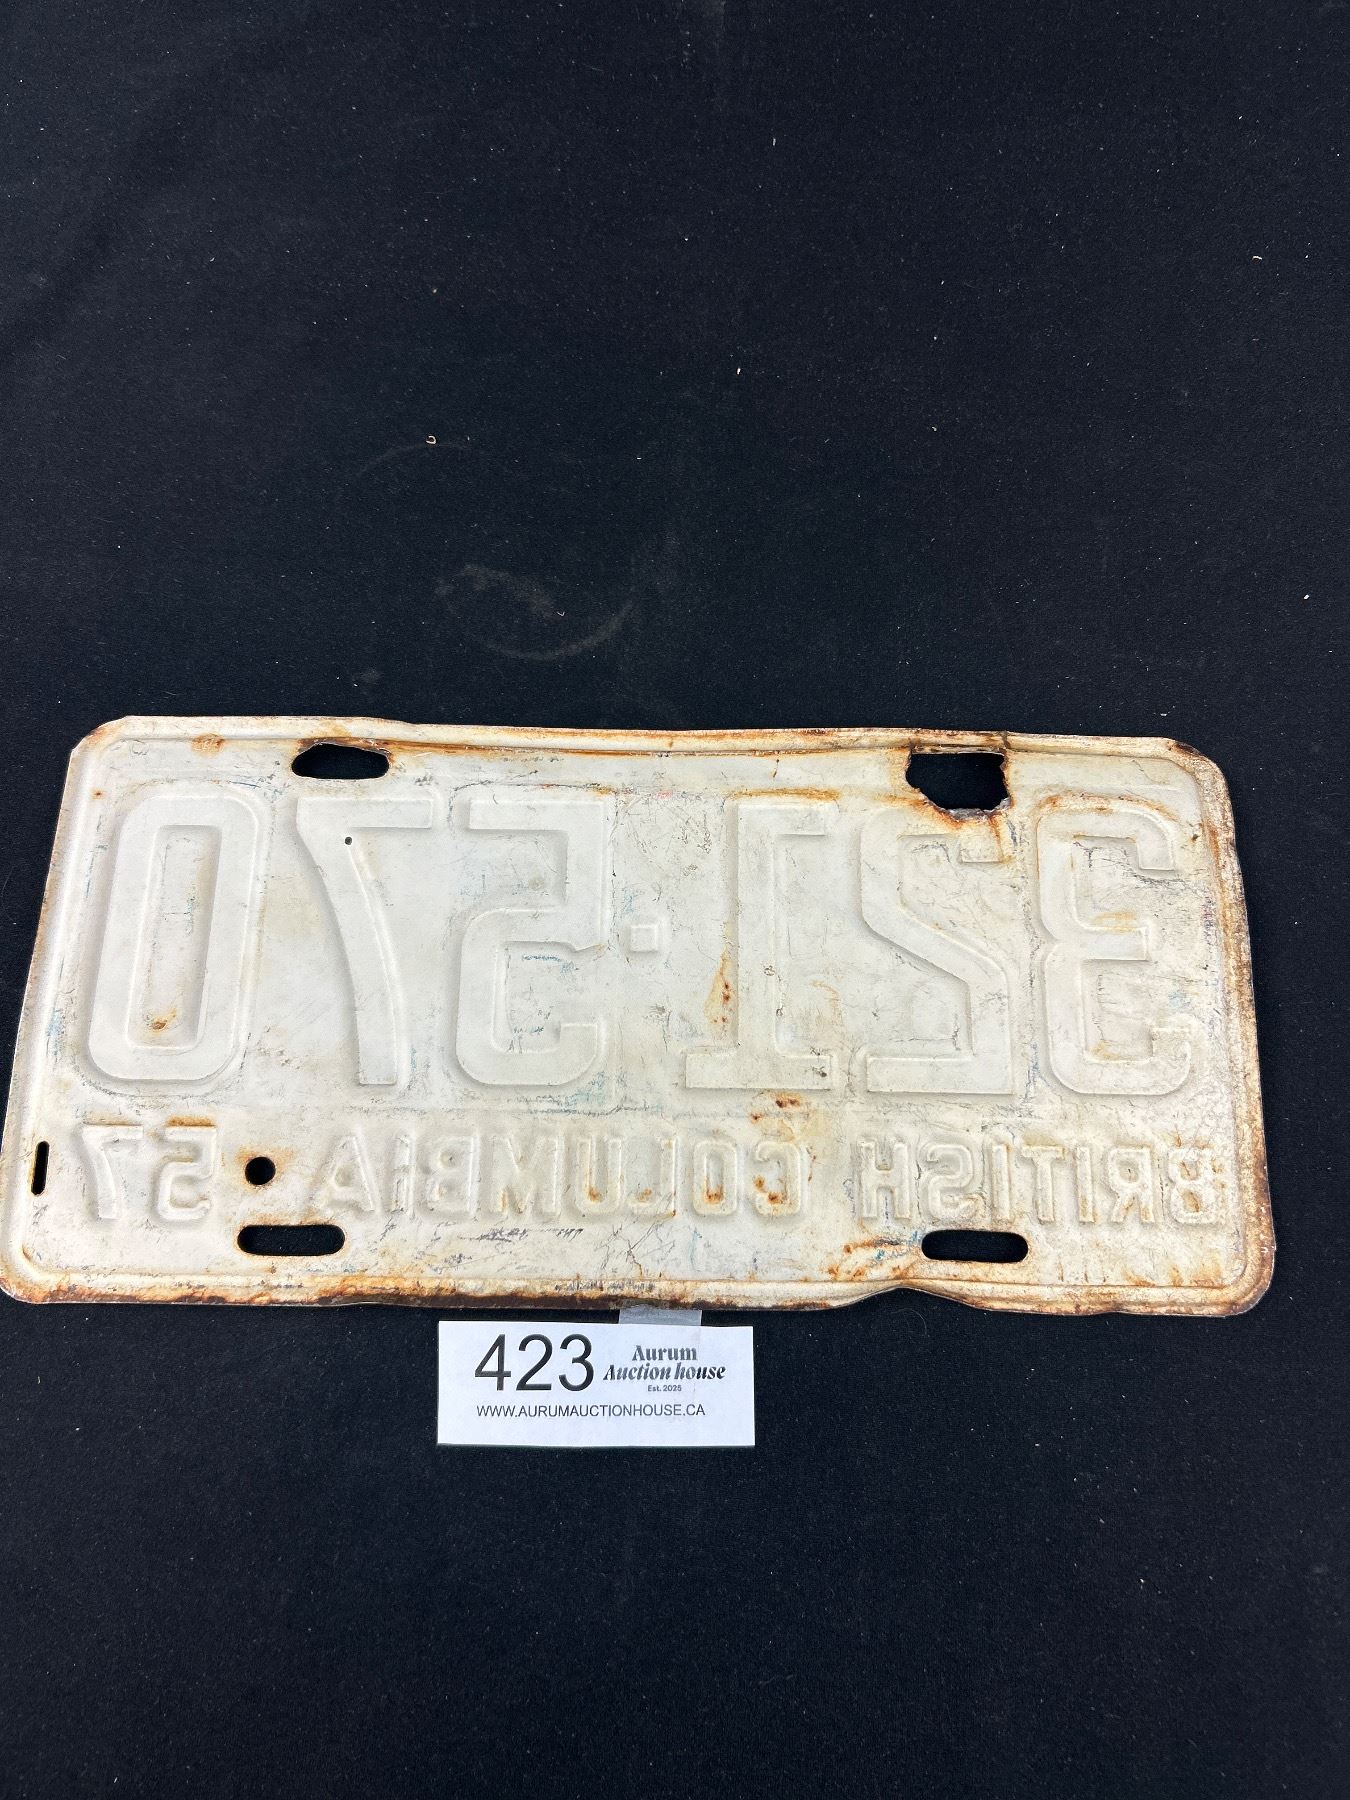 321·570
BRITISH COLUMBIA 57
423 Aurum
Auction house
Est. 2025
WWW.AURUMAUCTIONHOUSE.CA